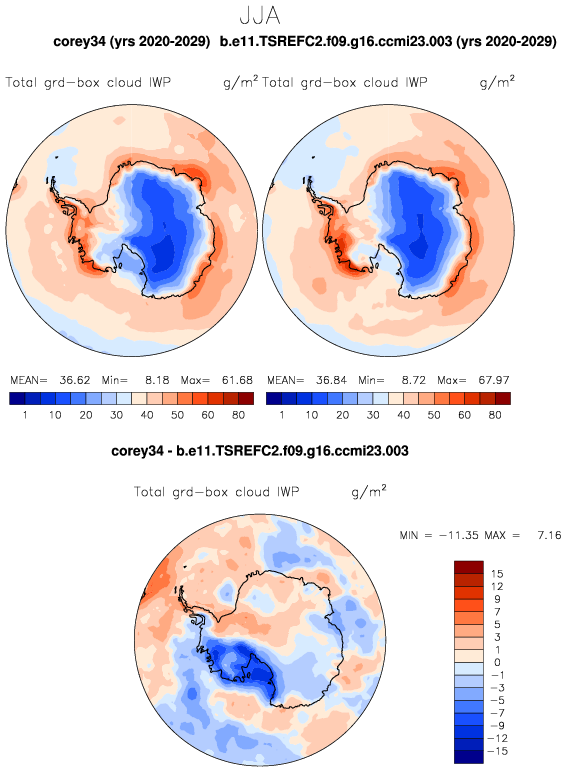 JJA
corey34 (yrs 2020-2029) b.e11.TSREFC2.f09.g16.ccmi23.003 (yrs 2020-2029)
Total grd-box cloud IWP g/m² Total grd-box cloud IWP g/m²
MEAN= 36.62 Min= 8.18 Max= 61.68 MEAN= 36.84 Min= 8.72 Max= 67.97
1 10 20 30 40 50 60 80 1 10 20 30 40 50 60 80
corey34 - b.e11.TSREFC2.f09.g16.ccmi23.003
Total grd-box cloud IWP g/m²
MIN = -11.35 MAX = 7.16
15
12
9
7
5
3
1
0
-1
-3
-5
-7
-9
-12
-15